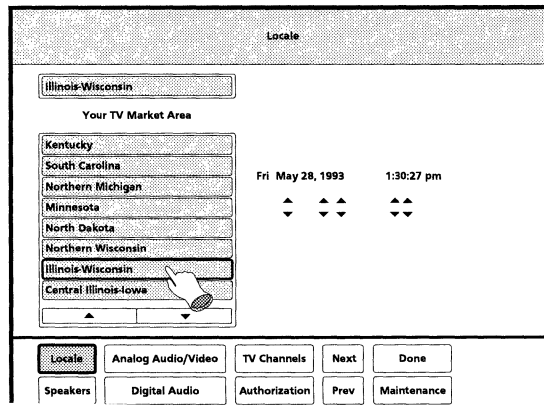 Locale
Illinois-Wisconsin
Your TV Market Area
Kentucky
South Carolina
Northern Michigan
Minnesota
North Dakota
Northern Wisconsin
Illinois-Wisconsin
Central Illinois-Iowa
Fri May 28, 1993 1:30:27 pm
Locale Analog Audio/Video TV Channels Next Done
Speakers Digital Audio Authorization Prev Maintenance